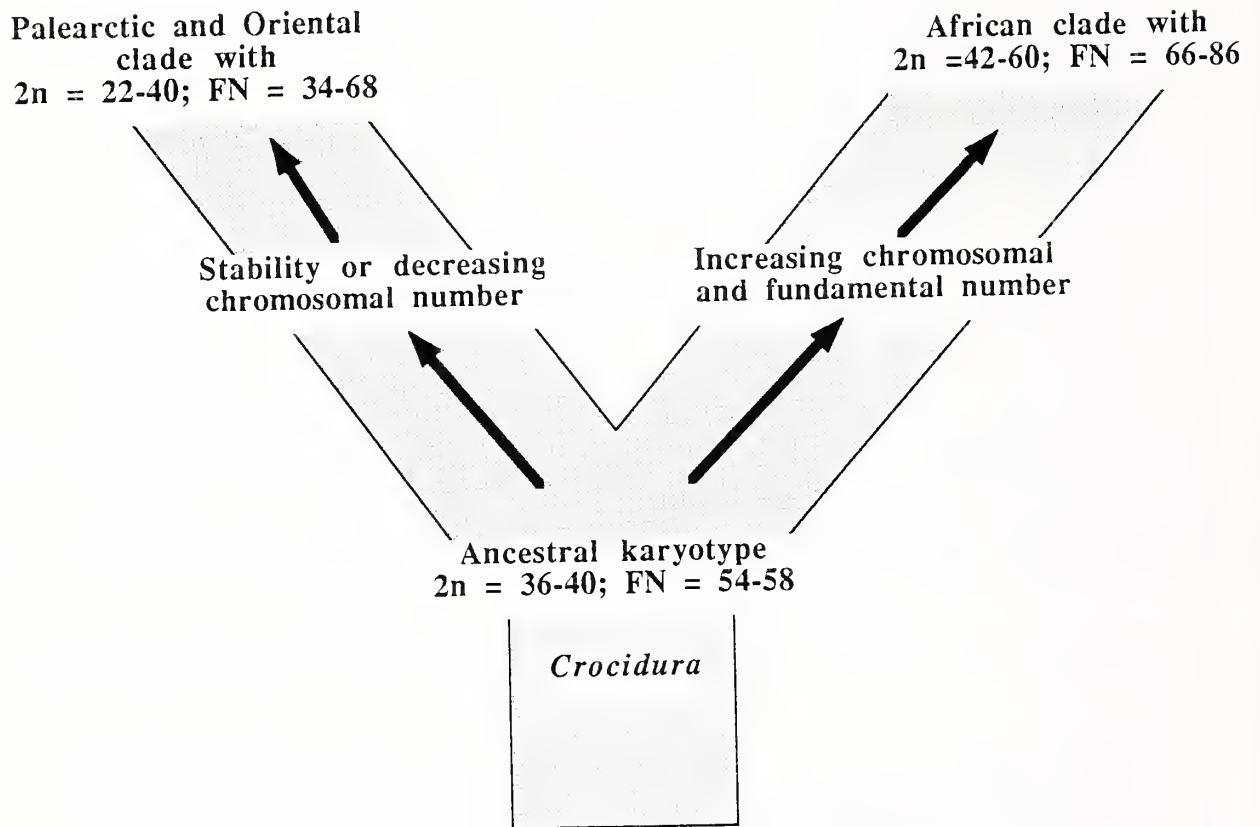 Palearctic and Oriental
clade with
2n = 22-40; FN = 34-68
African clade with
2n =42-60; FN = 66-86
Stability or decreasing
chromosomal number
Increasing chromosomal
and fundamental number
Ancestral karyotype
2n = 36-40; FN = 54-58
Crocidura